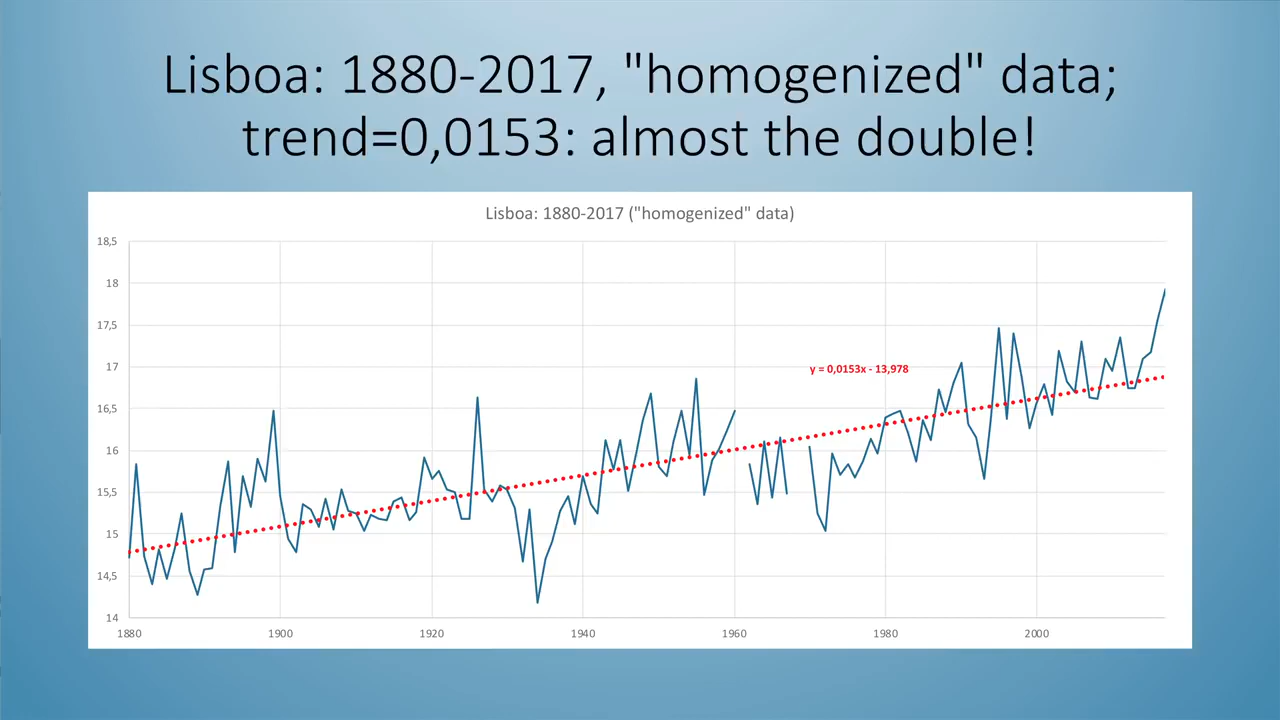 Lisboa: 1880-2017, "homogenized" data;
trend=0,0153: almost the double!
Lisboa: 1880-2017 ("homogenized" data)
18,5
18
17,5
17
16,5
16
15,5
15
14,5
14
y = 0,0153x - 13,978
1880 1900 1920 1940 1960 1980 2000